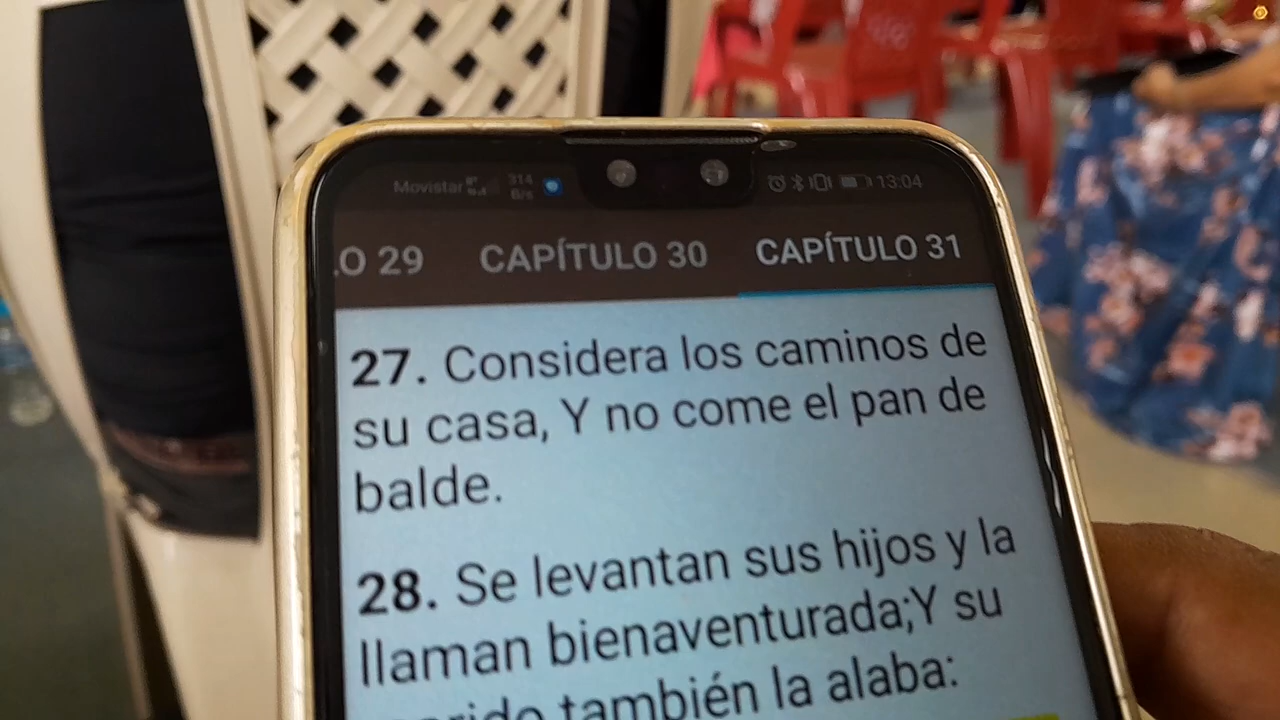 Movistar 314 B/s 13:04
.O 29 CAPÍTULO 30 CAPÍTULO 31
27. Considera los caminos de
su casa, Y no come el pan de
balde.
28. Se levantan sus hijos y la
llaman bienaventurada;Y su
también la alaba: